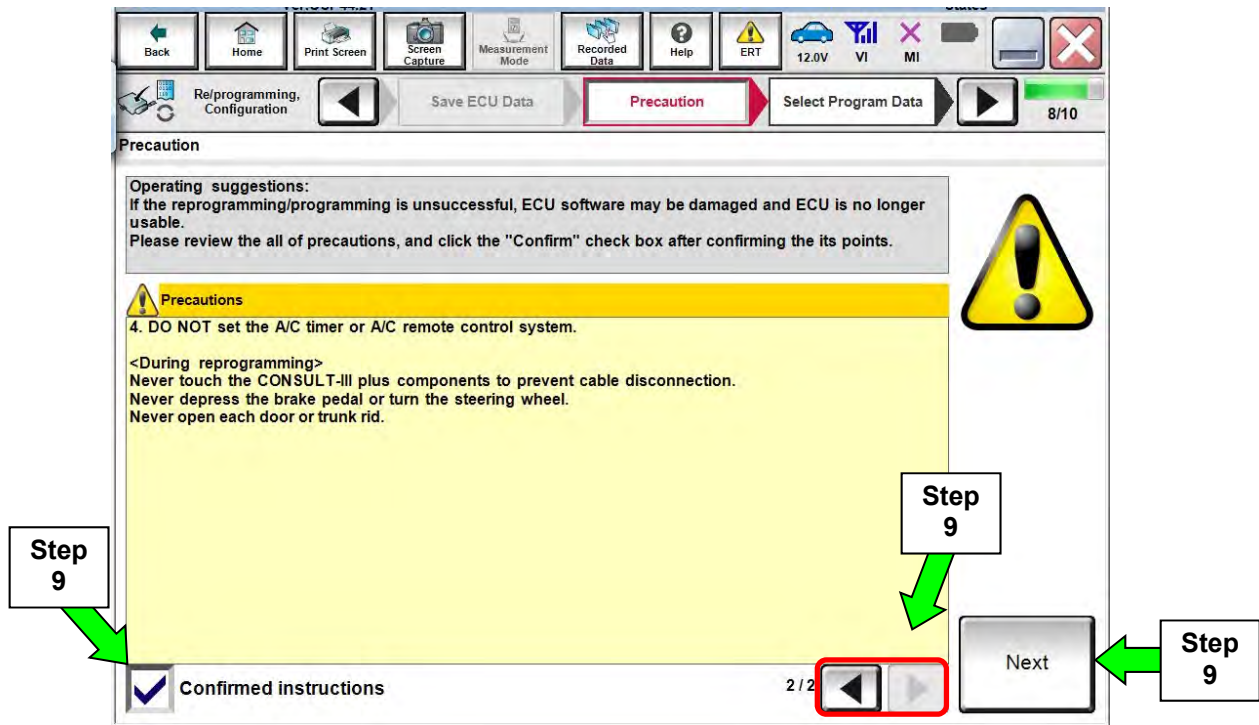 Back
Home
Print Screen
Screen
Capture
Measurement
Mode
Recorded
Data
Help
ERT
12.0V
VI
MI
Re/programming,
Configuration
Save ECU Data
Precaution
Select Program Data
8/10
Precaution
Operating suggestions:
If the reprogramming/programming is unsuccessful, ECU software may be damaged and ECU is no longer
usable.
Please review the all of precautions, and click the "Confirm" check box after confirming the its points.
Precautions
4. DO NOT set the A/C timer or A/C remote control system.
<During reprogramming>
Never touch the CONSULT-III plus components to prevent cable disconnection.
Never depress the brake pedal or turn the steering wheel.
Never open each door or trunk rid.
Step
9
Step
9
Confirmed instructions
2/2
Next
Step
9